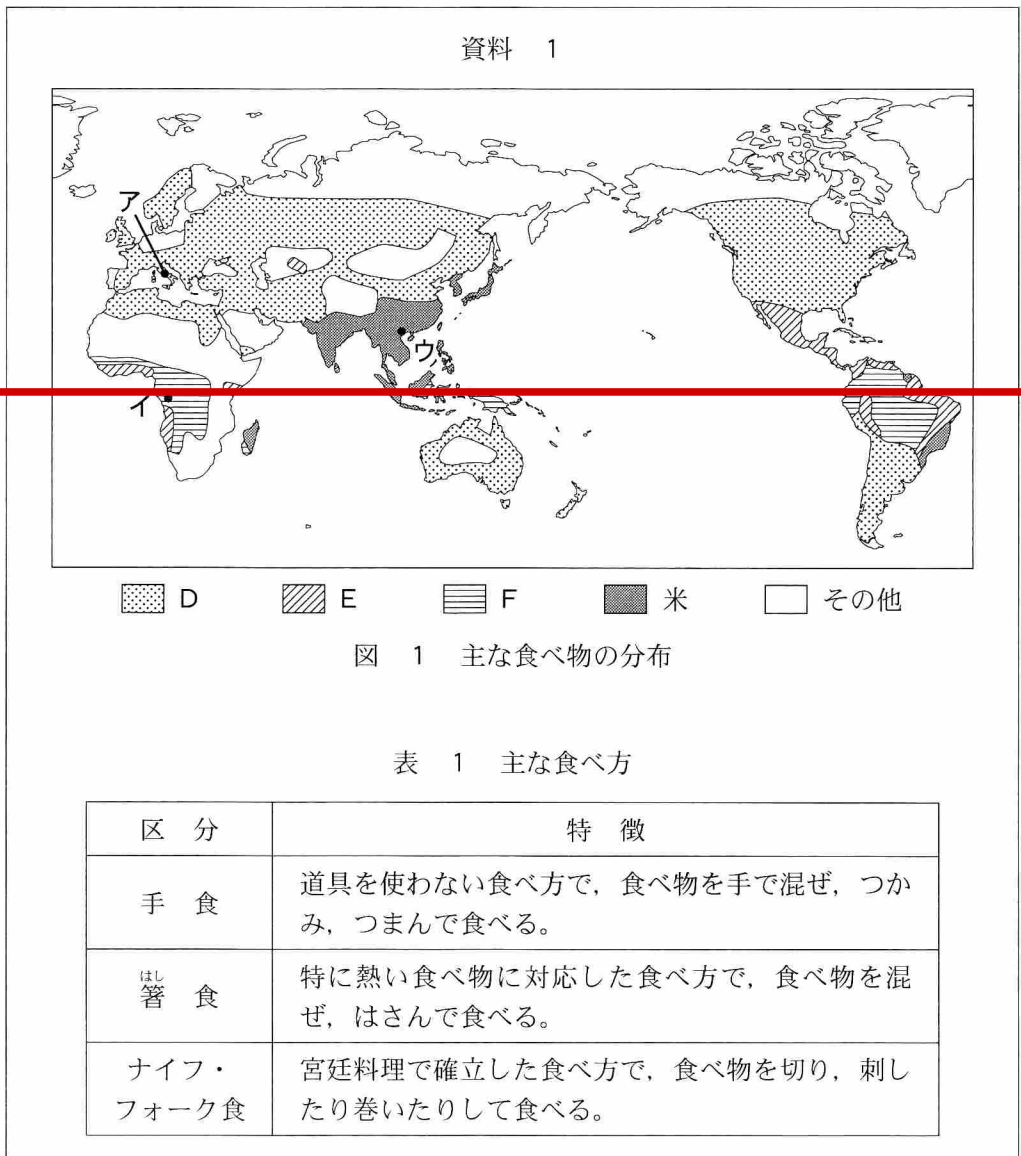 資料 1
ア
ウ
イ
D E F 米 その他
図 1 主な食べ物の分布
表 1 主な食べ方
区 分 特 徴
手 食 道具を使わない食べ方で，食べ物を手で混ぜ，つか
み，つまんで食べる。
はし
箸 食 特に熱い食べ物に対応した食べ方で，食べ物を混
ぜ，はさんで食べる。
ナイフ・ 宮廷料理で確立した食べ方で，食べ物を切り，刺し
フォーク食 たり巻いたりして食べる。